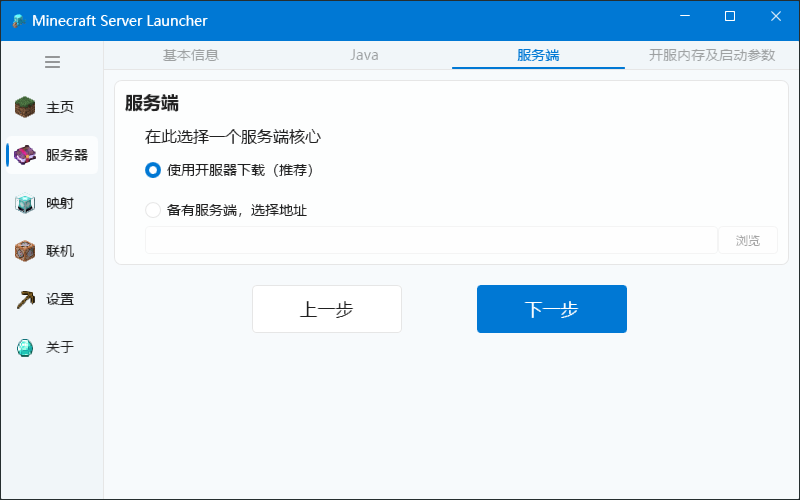 Minecraft Server Launcher
基本信息
Java
服务端
开服内存及启动参数
主页
服务器
映射
联机
设置
关于
服务端
在此选择一个服务端核心
使用开服器下载（推荐）
备有服务端，选择地址
浏览
上一步
下一步